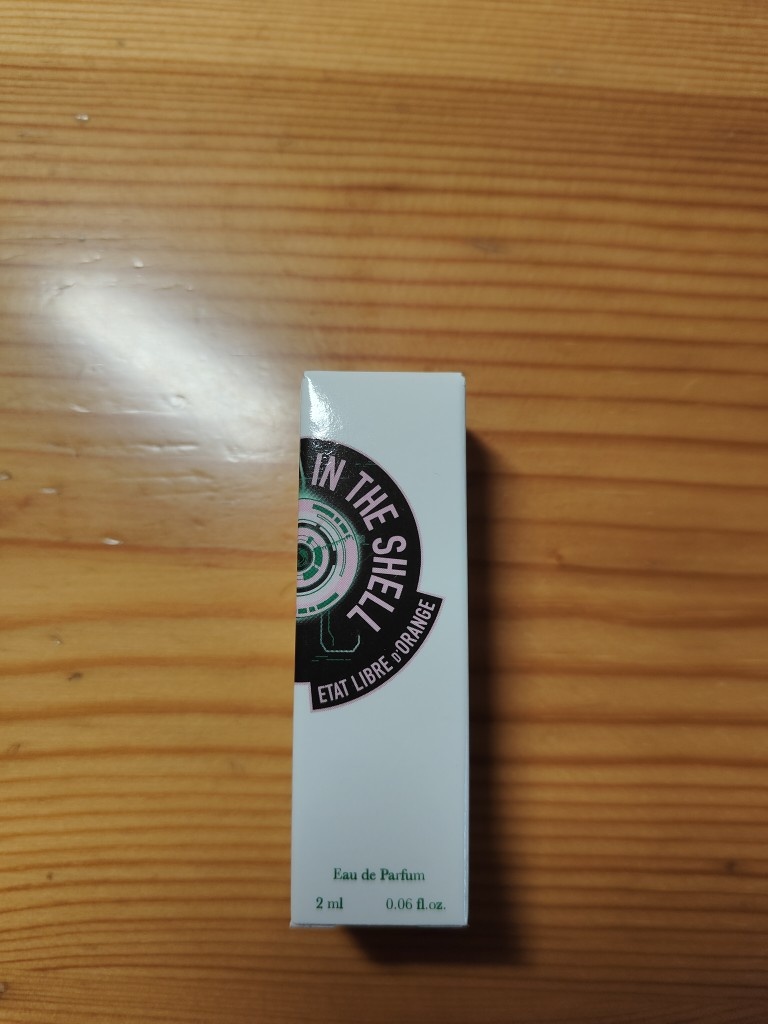 IN THE SHELL
ETAT LIBRE d'ORANGE
Eau de Parfum
2 ml 0.06 fl.oz.